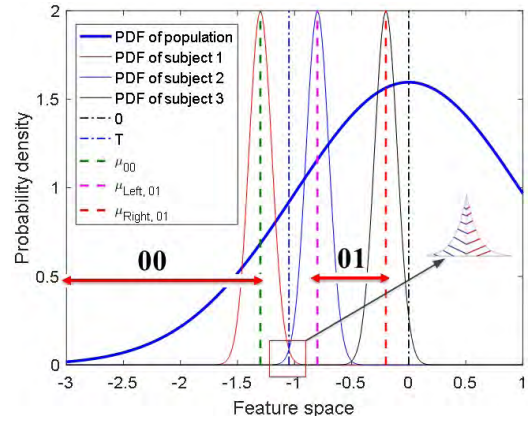 2
PDF of population
PDF of subject 1
PDF of subject 2
PDF of subject 3
0
T
μ00
μLeft, 01
μRight, 01
1.5
1
0.5
0
Probability density
00
01
-3 -2.5 -2 -1.5 -1 -0.5 0 0.5 1
Feature space